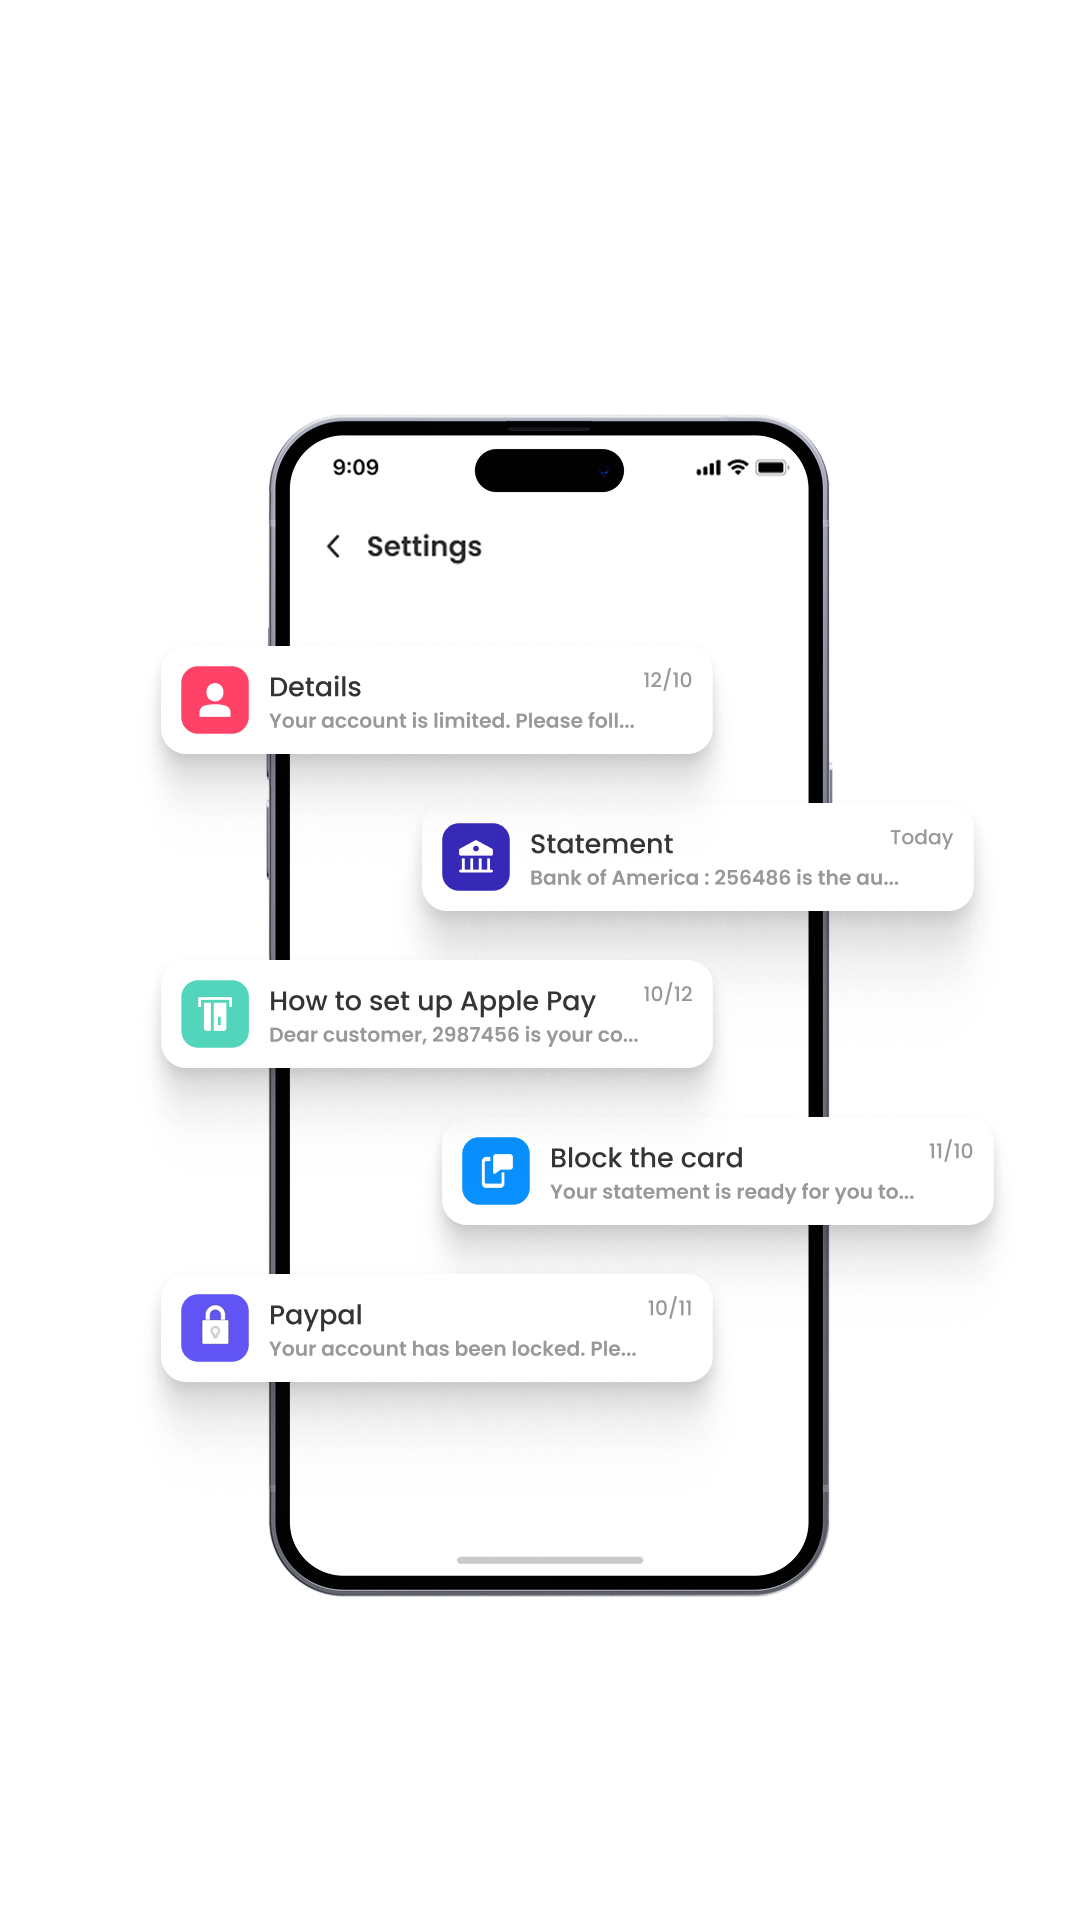 9:09
Settings
Details
12/10
Your account is limited. Please foll...
Statement
Today
Bank of America : 256486 is the au...
How to set up Apple Pay
10/12
Dear customer, 2987456 is your co...
Block the card
11/10
Your statement is ready for you to...
Paypal
10/11
Your account has been locked. Ple...